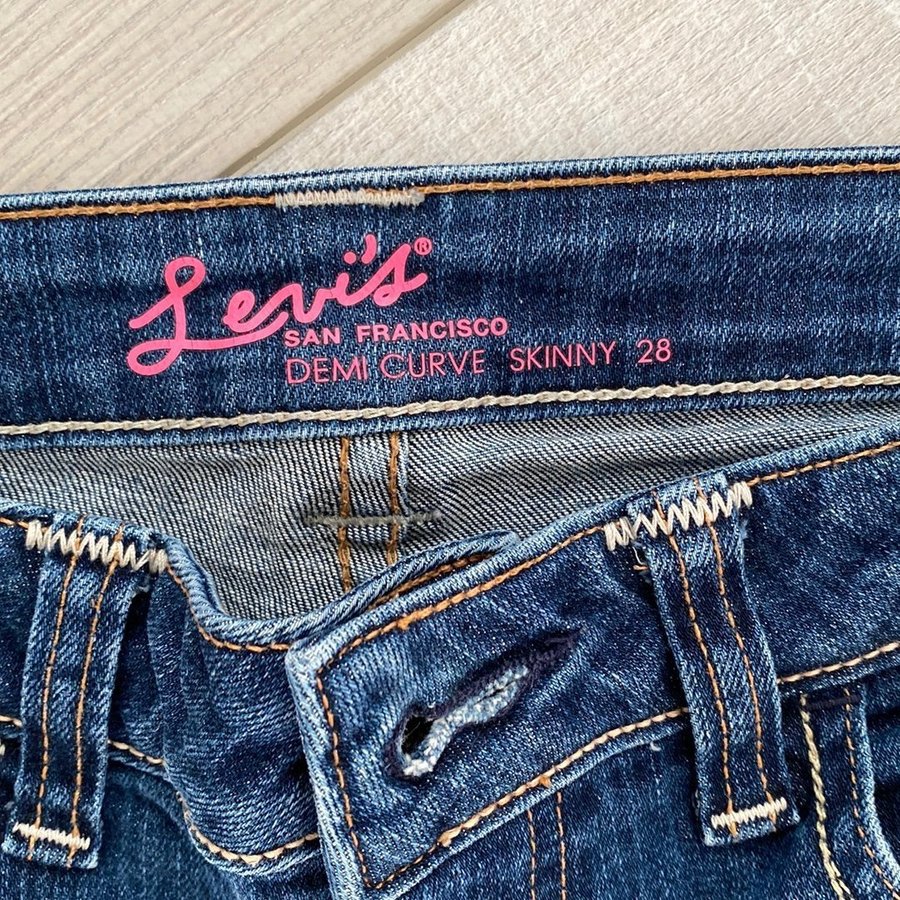 Levi's®
SAN FRANCISCO
DEMI CURVE SKINNY 28